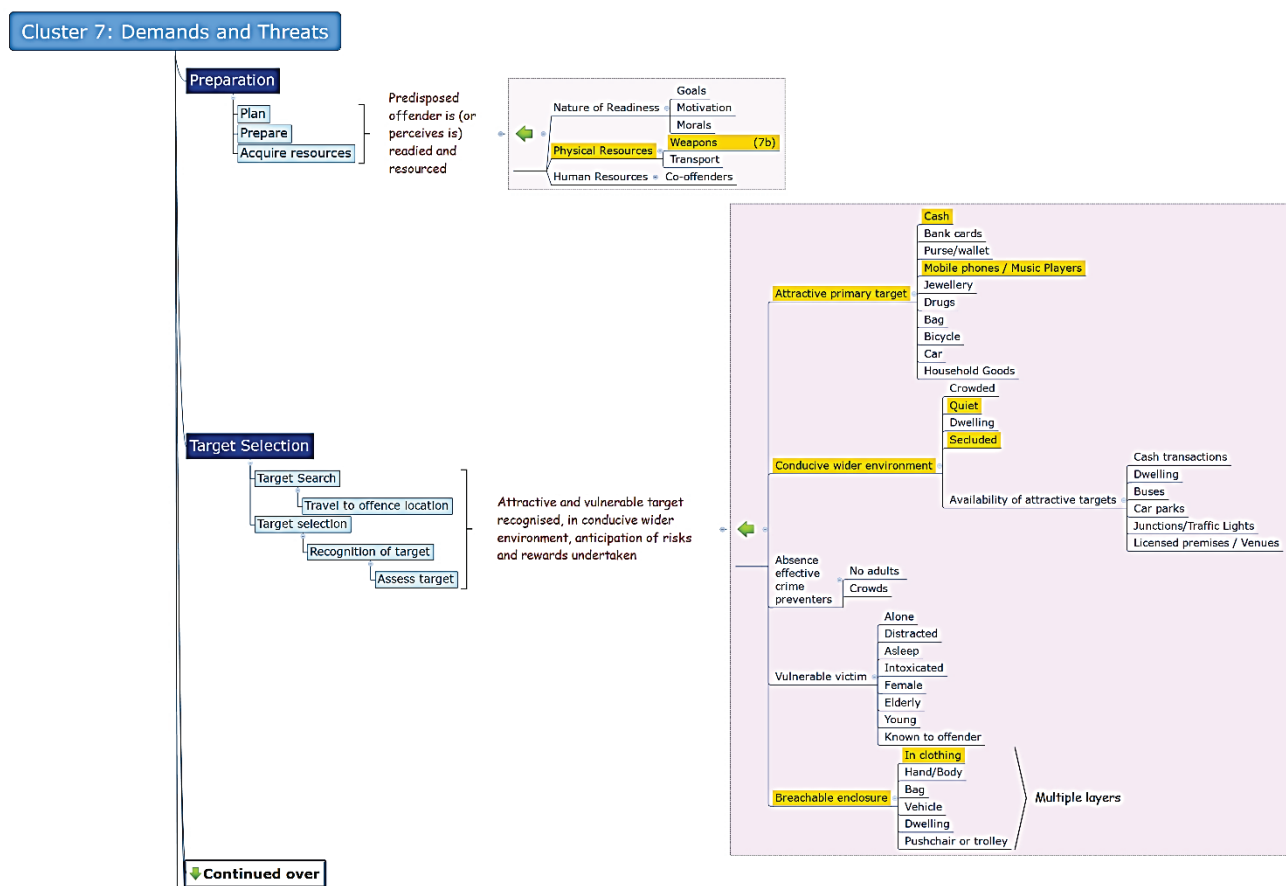 Cluster 7: Demands and Threats
Preparation
Plan
Prepare
Acquire resources
Predisposed
offender is (or
perceives is)
readied and
resourced
Nature of Readiness
Goals
Motivation
Morals
Physical Resources
Weapons (7b)
Transport
Human Resources
Co-offenders
Target Selection
Target Search
Travel to offence location
Target selection
Recognition of target
Assess target
Attractive and vulnerable target
recognised, in conducive wider
environment, anticipation of risks
and rewards undertaken
Attractive primary target
Cash
Bank cards
Purse/wallet
Mobile phones / Music Players
Jewellery
Drugs
Bag
Bicycle
Car
Household Goods
Conducive wider environment
Crowded
Quiet
Dwelling
Secluded
Availability of attractive targets
Cash transactions
Dwelling
Buses
Car parks
Junctions/Traffic Lights
Licensed premises / Venues
Absence
effective
crime
preventers
No adults
Crowds
Vulnerable victim
Alone
Distracted
Asleep
Intoxicated
Female
Elderly
Young
Known to offender
Breachable enclosure
In clothing
Hand/Body
Bag
Vehicle
Dwelling
Pushchair or trolley
Multiple layers
Continued over